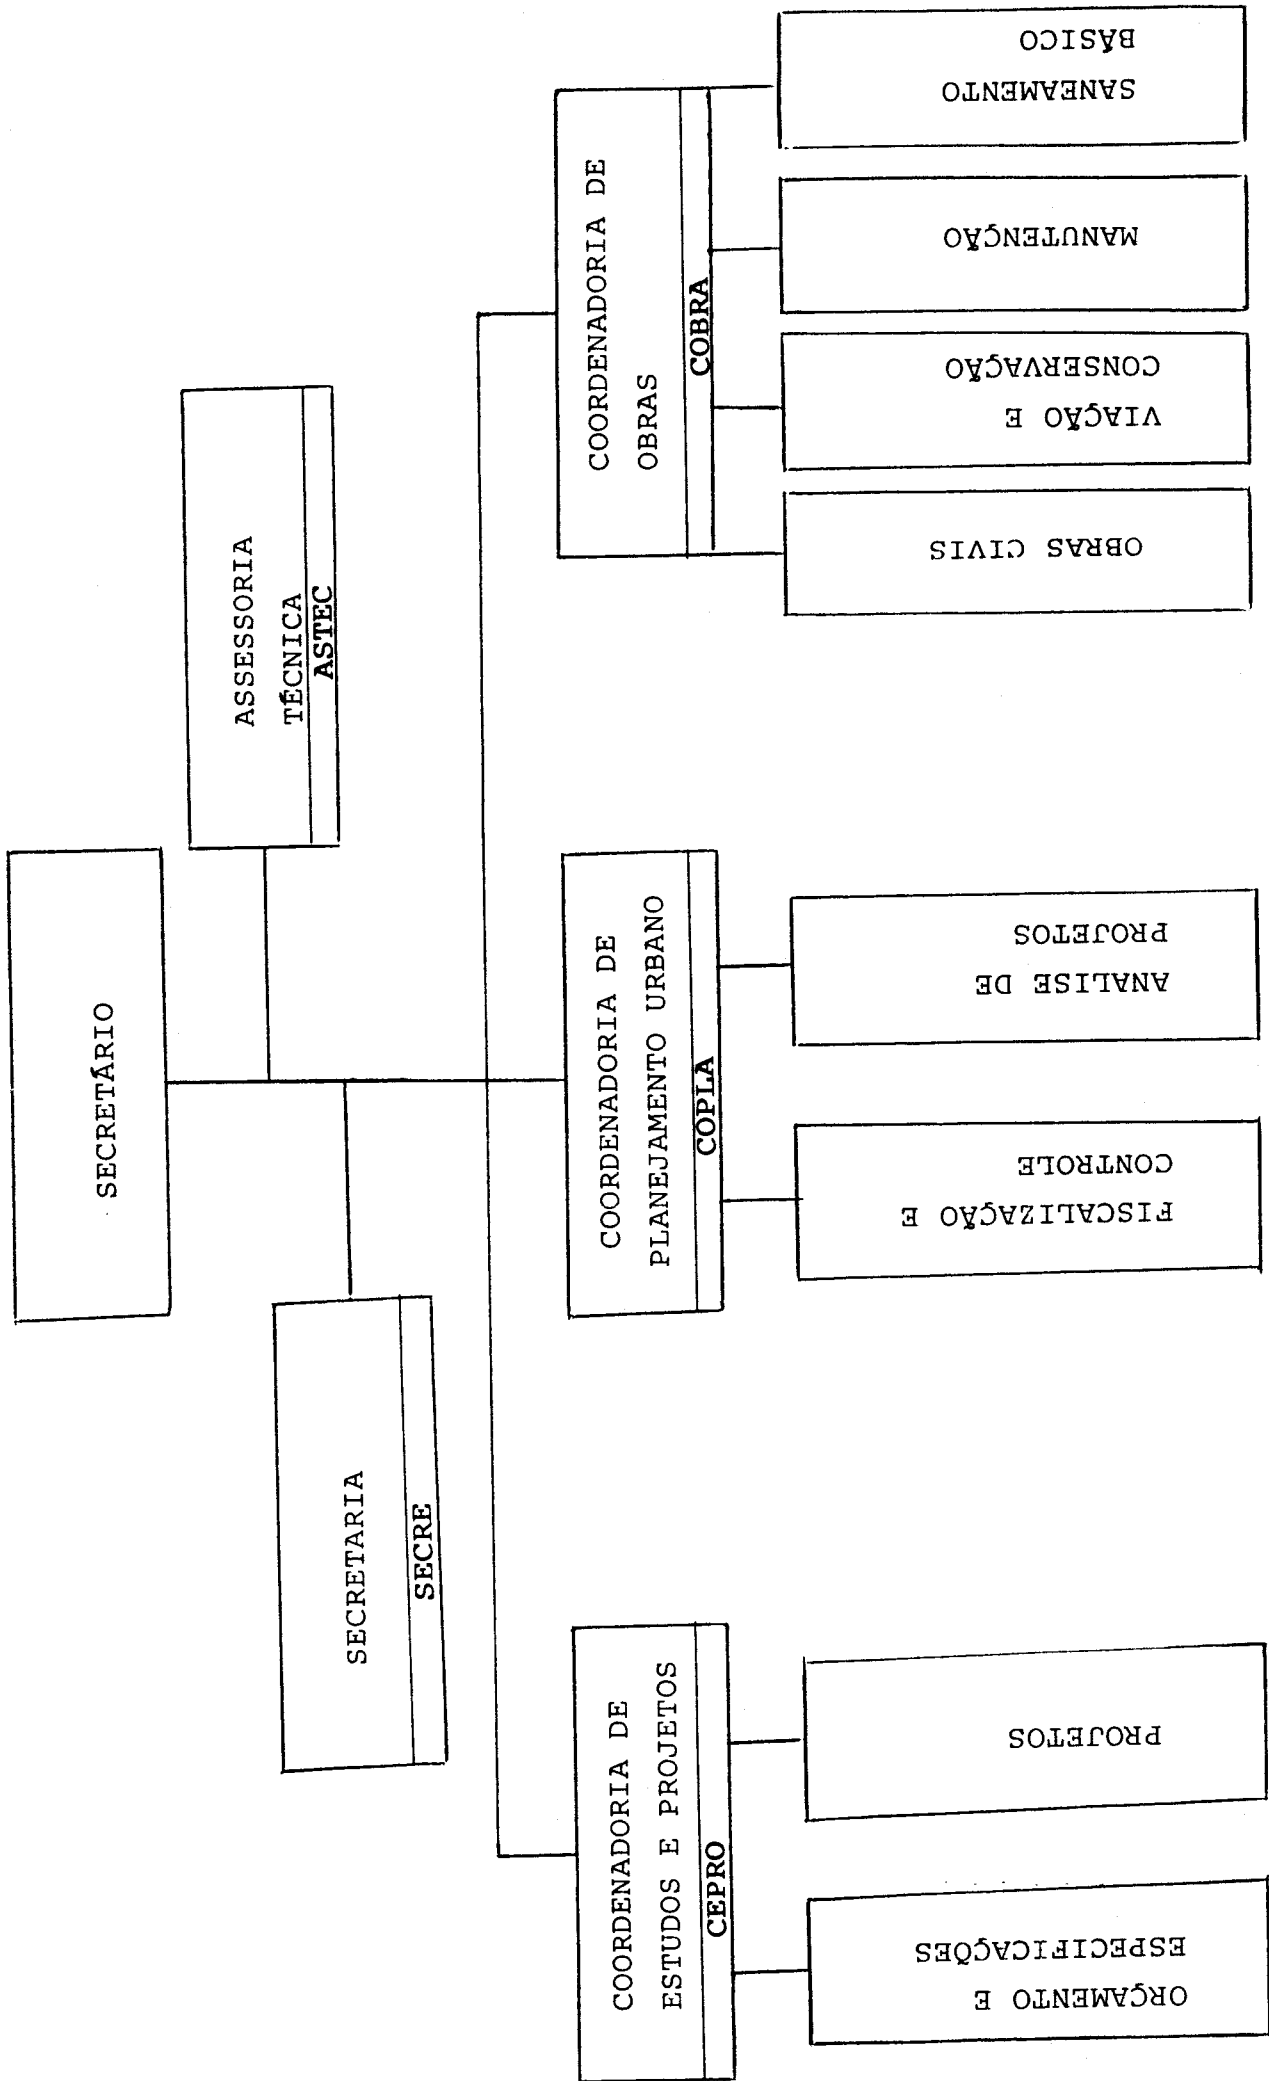 SECRETÁRIO
ASSESSORIA
TÉCNICA
ASTEC
SECRETARIA
SECRE
COORDENADORIA DE
ESTUDOS E PROJETOS
CEPRO
COORDENADORIA DE
PLANEJAMENTO URBANO
COPLA
COORDENADORIA DE
OBRAS
COBRA
ORÇAMENTO E
ESPECIFICAÇÕES
PROJETOS
FISCALIZAÇÃO E
CONTROLE
ANALISE DE
PROJETOS
OBRAS CIVIS
VIAÇÃO E
CONSERVAÇÃO
MANUTENÇÃO
SANEAMENTO
BÁSICO